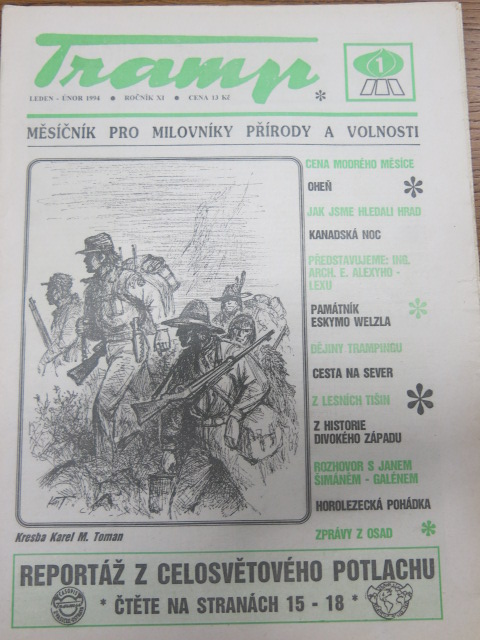 Tramp
*
1
LEDEN - ÚNOR 1994 ● ROČNÍK XI ● CENA 13 Kč
MĚSÍČNÍK PRO MILOVNÍKY PŘÍRODY A VOLNOSTI
CENA MODRÉHO MĚSÍCE
OHEŇ
JAK JSME HLEDALI HRAD
KANADSKÁ NOC
PŘEDSTAVUJEME: ING.
ARCH. E. ALEXYHO -
LEXU
PAMÁTNÍK
ESKYMO WELZLA
DĚJINY TRAMPINGU
CESTA NA SEVER
Z LESNÍCH TIŠIN
Z HISTORIE
DIVOKÉHO ZÁPADU
ROZHOVOR S JANEM
ŠIMÁNĚM - GALÉNEM
HOROLEZECKÁ POHÁDKA
ZPRÁVY Z OSAD
Kresba Karel M. Toman
REPORTÁŽ Z CELOSVĚTOVÉHO POTLACHU
* ČTĚTE NA STRANÁCH 15 - 18 *